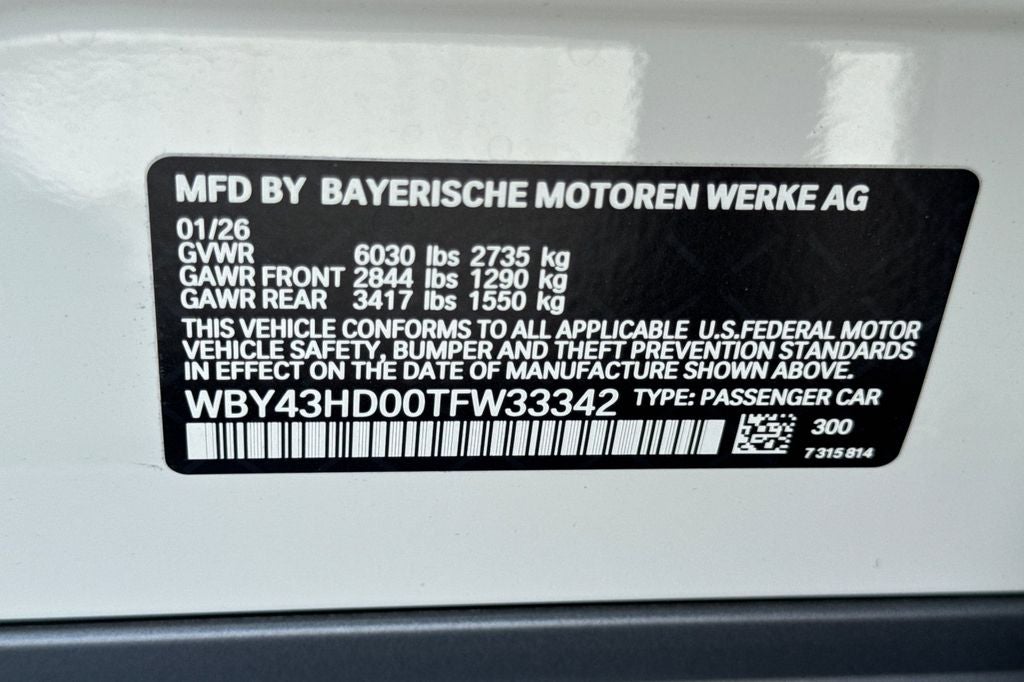 MFD BY BAYERISCHE MOTOREN WERKE AG
01/26
GVWR 6030 lbs 2735 kg
GAWR FRONT 2844 lbs 1290 kg
GAWR REAR 3417 lbs 1550 kg
THIS VEHICLE CONFORMS TO ALL APPLICABLE U.S.FEDERAL MOTOR
VEHICLE SAFETY, BUMPER AND THEFT PREVENTION STANDARDS
IN EFFECT ON THE DATE OF MANUFACTURE SHOWN ABOVE.
WBY43HD00TFW33342 TYPE: PASSENGER CAR
300
7 315 814